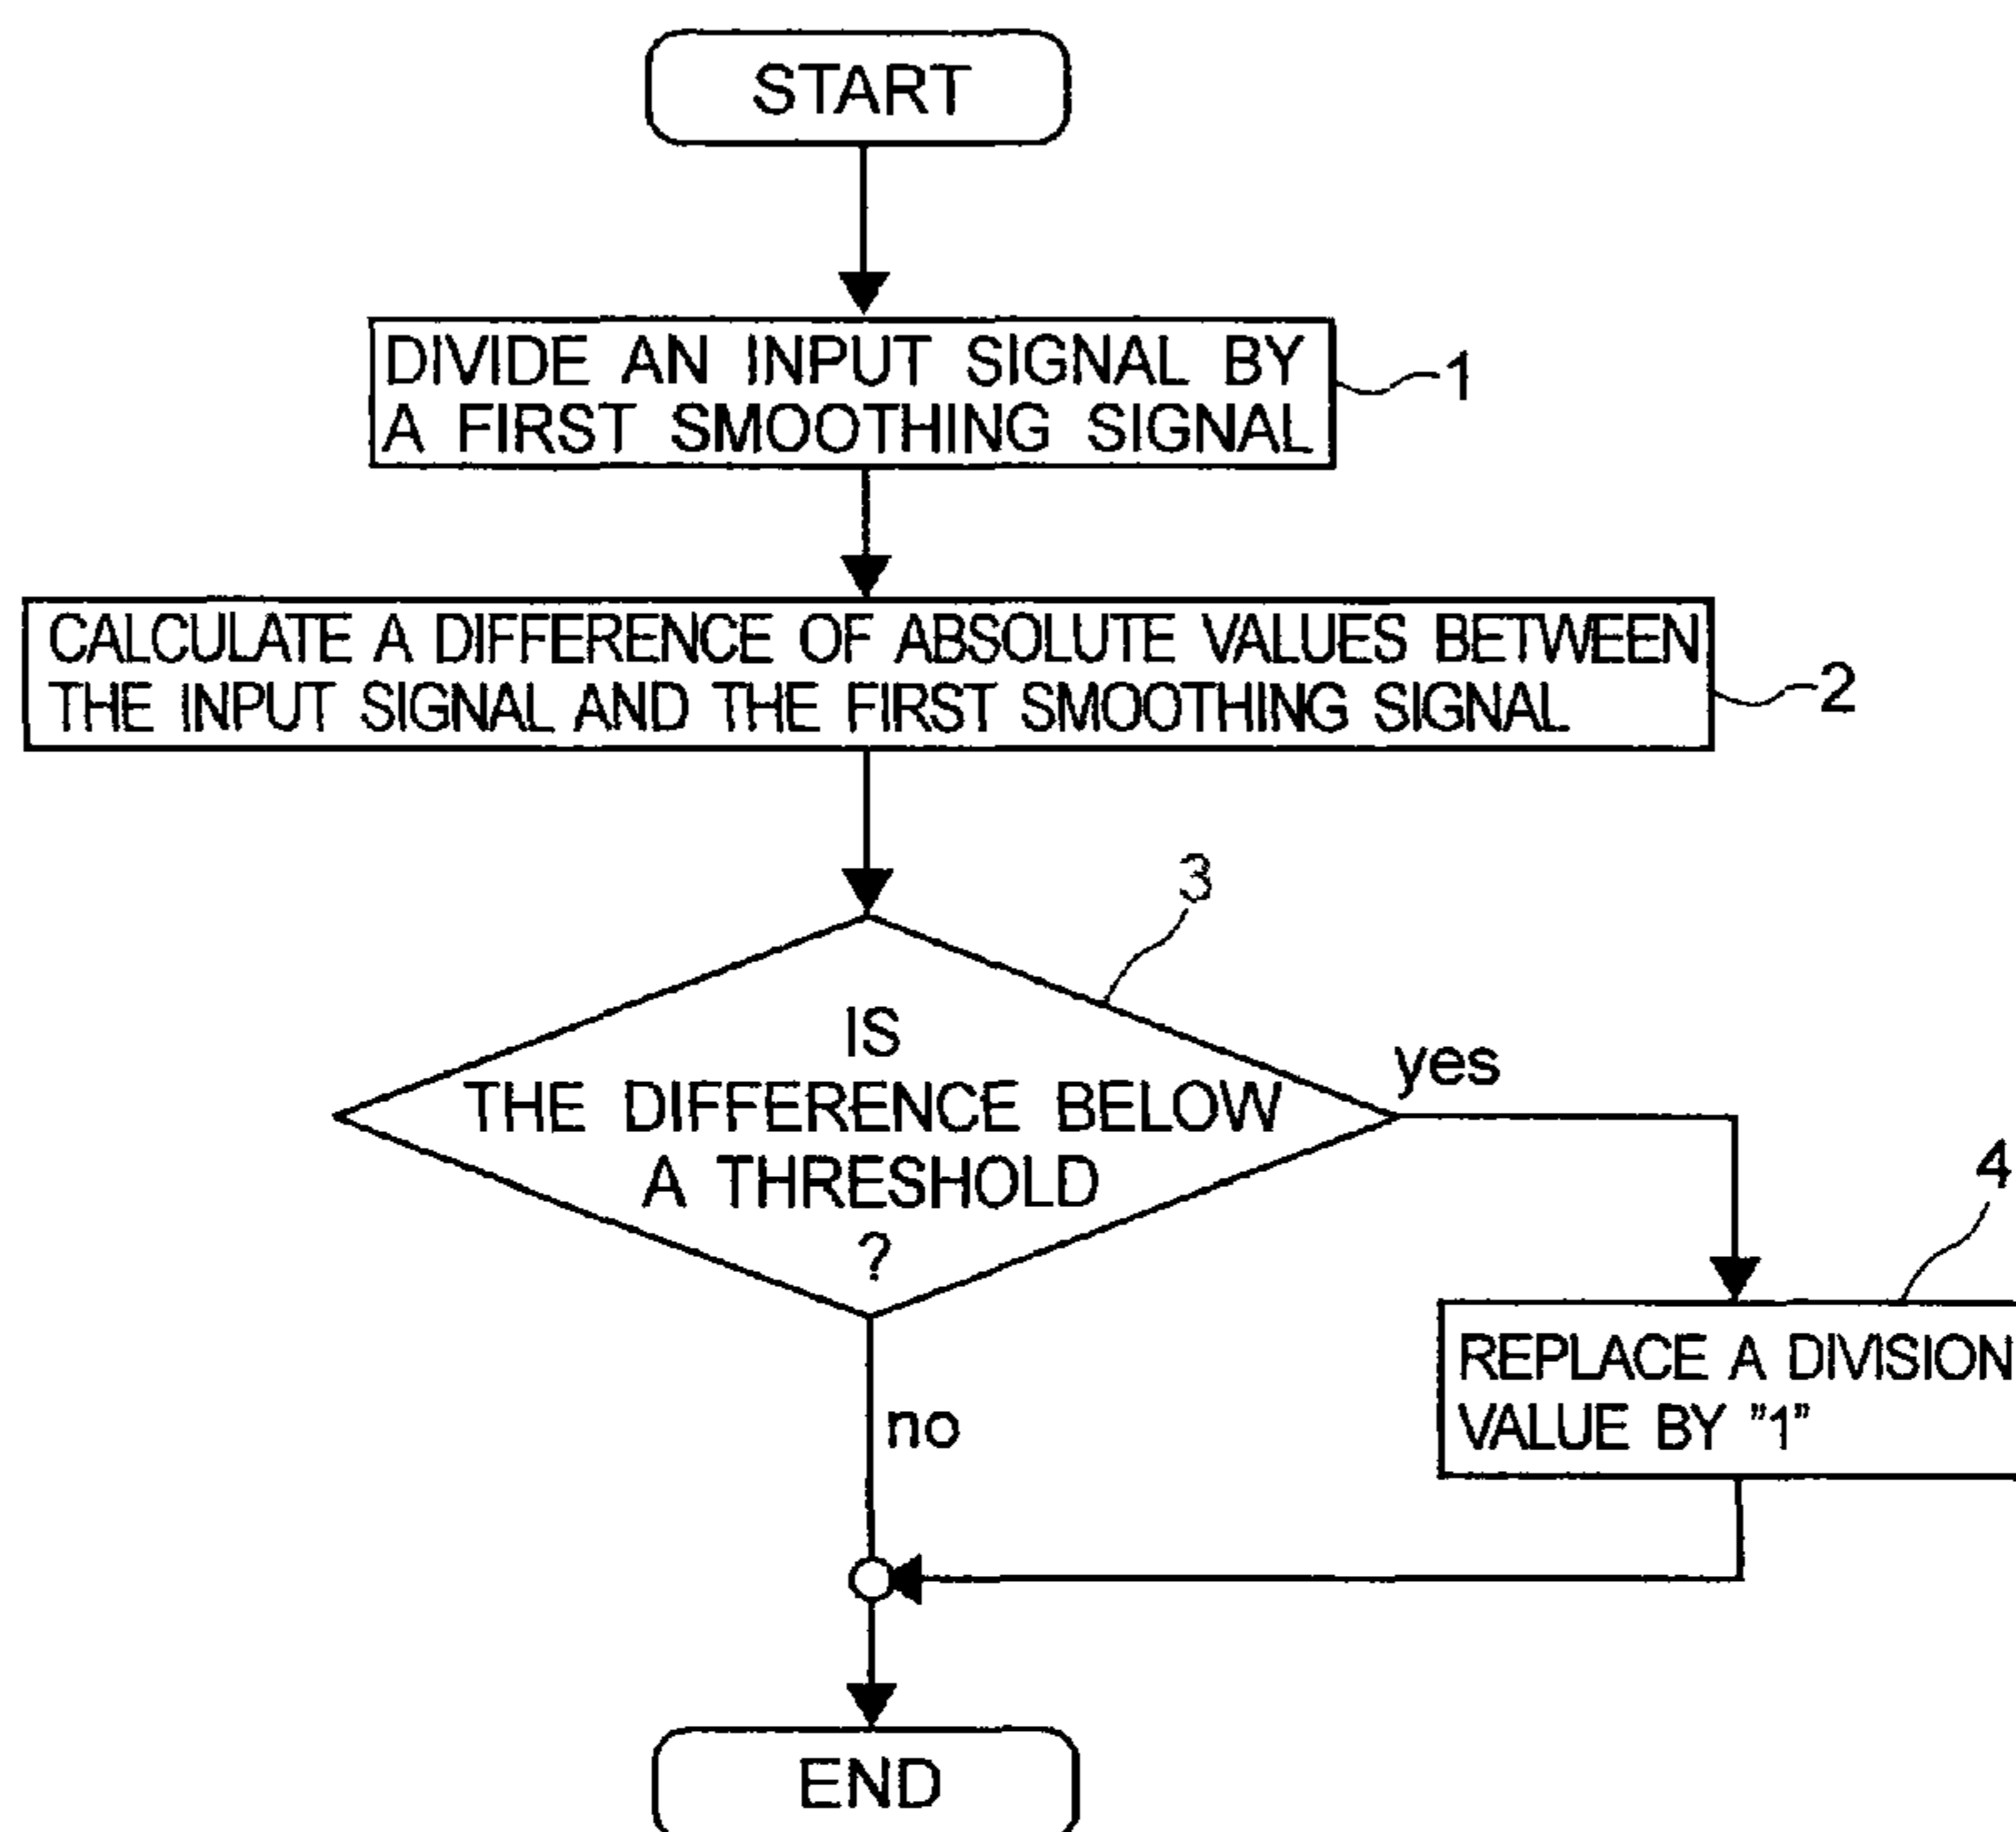 START
DIVIDE AN INPUT SIGNAL BY
A FIRST SMOOTHING SIGNAL
1
CALCULATE A DIFFERENCE OF ABSOLUTE VALUES BETWEEN
THE INPUT SIGNAL AND THE FIRST SMOOTHING SIGNAL
2
3
IS
THE DIFFERENCE BELOW
A THRESHOLD
?
yes
4
REPLACE A DIVISION
VALUE BY "1"
no
END